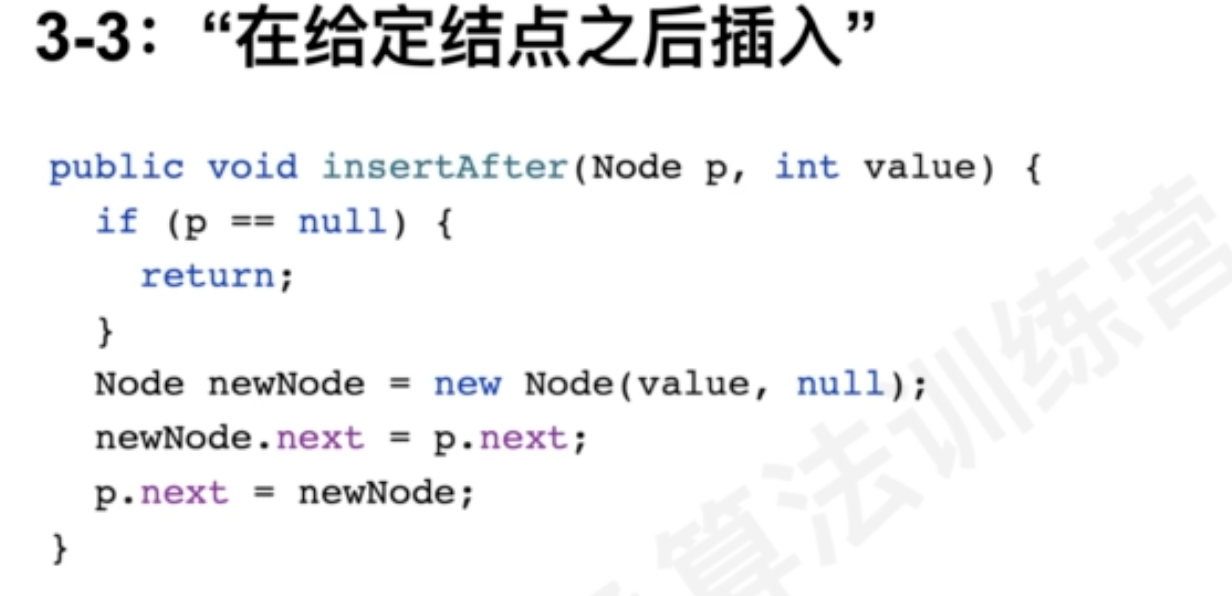 3-3：“在给定结点之后插入”
public void insertAfter(Node p, int value) {
if (p == null) {
return;
}
Node newNode = new Node(value, null);
newNode.next = p.next;
p.next = newNode;
}
算法训练营